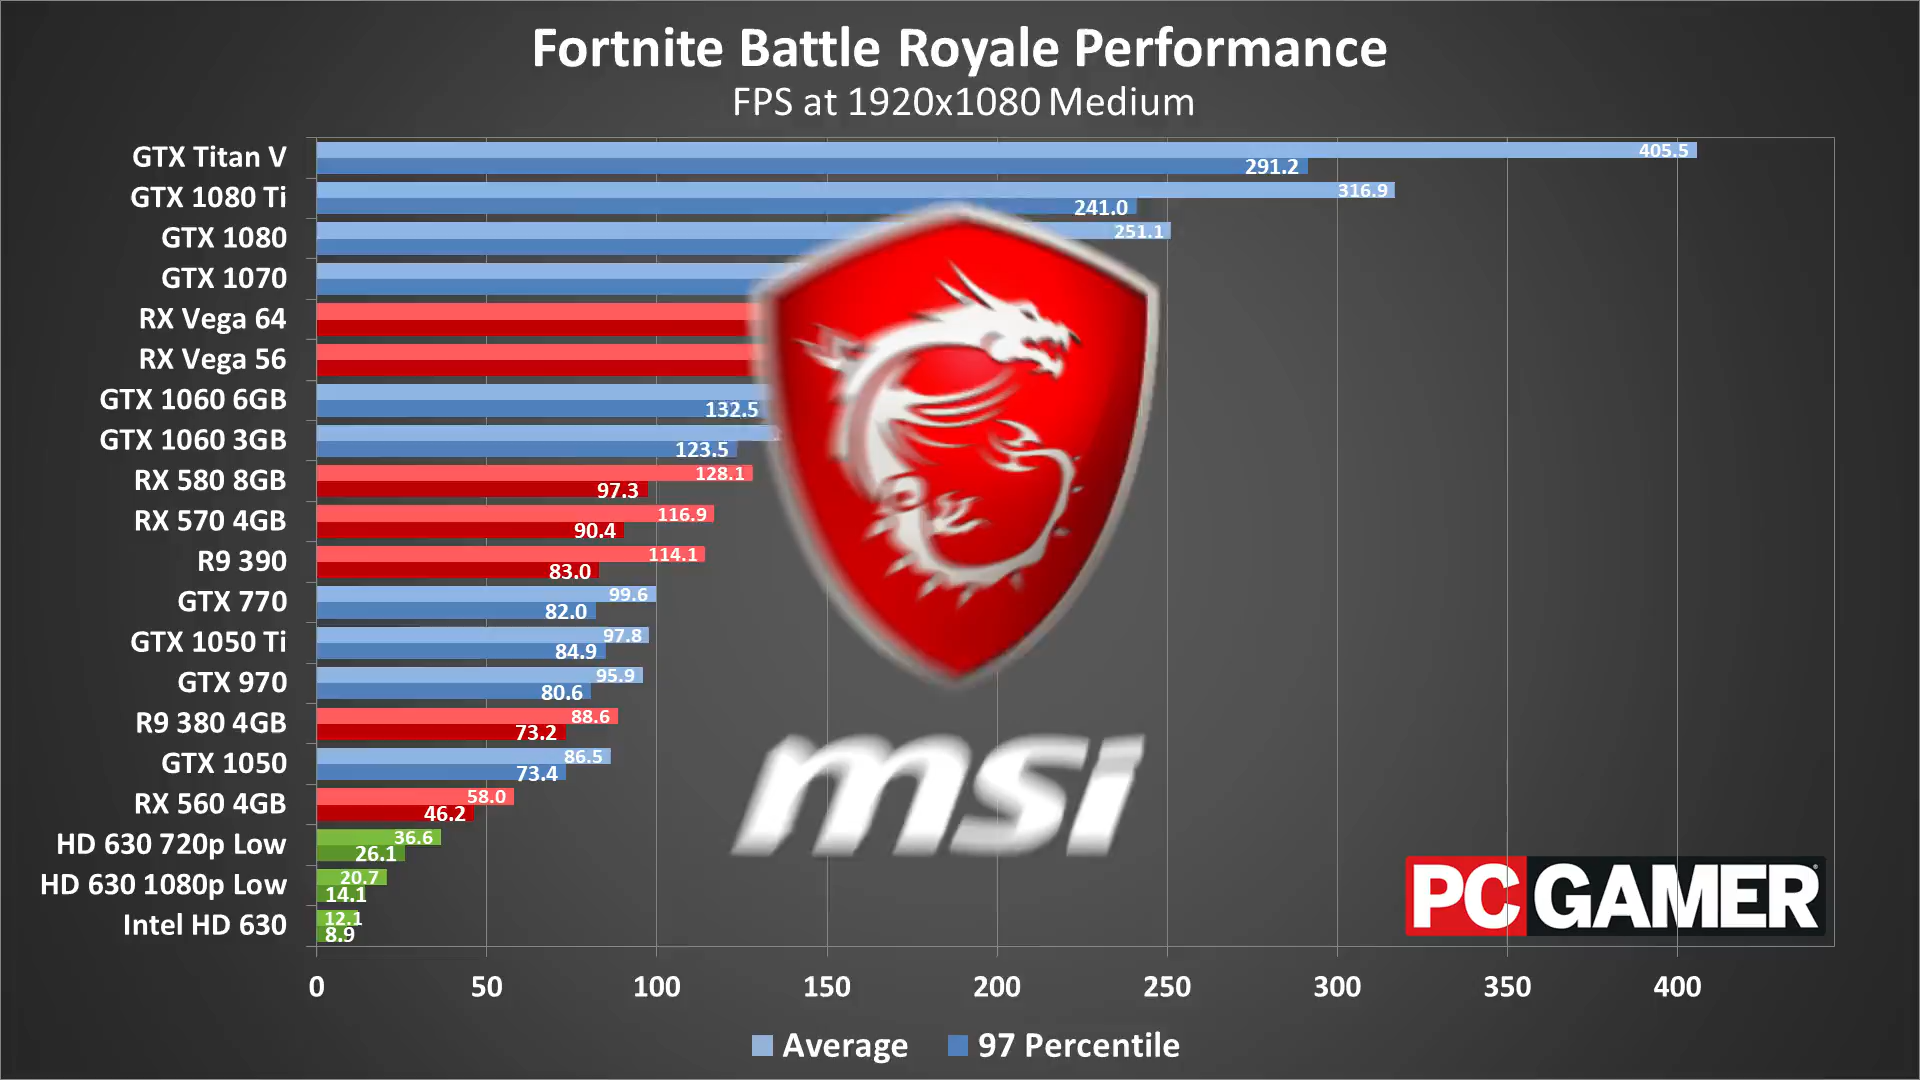 Fortnite Battle Royale Performance
FPS at 1920x1080 Medium
GTX Titan V 405.5
291.2
GTX 1080 Ti 316.9
241.0
GTX 1080 251.1
GTX 1070
RX Vega 64
RX Vega 56
GTX 1060 6GB
132.5
GTX 1060 3GB
123.5
RX 580 8GB 128.1
97.3
RX 570 4GB 116.9
90.4
R9 390 114.1
83.0
GTX 770 99.6
82.0
GTX 1050 Ti 97.8
84.9
GTX 970 95.9
80.6
R9 380 4GB 88.6
73.2
GTX 1050 86.5
73.4
RX 560 4GB 58.0
46.2
HD 630 720p Low 36.6
26.1
HD 630 1080p Low 20.7
14.1
Intel HD 630 12.1
8.9
msi
PC GAMER
0 50 100 150 200 250 300 350 400
Average 97 Percentile